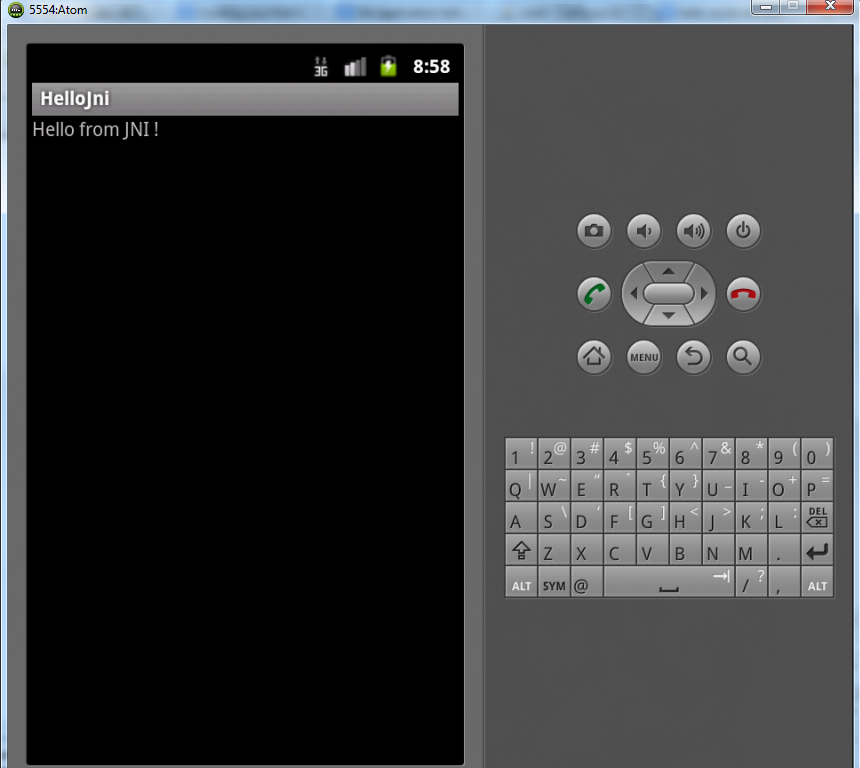 5554:Atom
3G 8:58
HelloJni
Hello from JNI !
MENU
1 ! 2 @ 3 # 4 $ 5 % 6 ^ 7 & 8 * 9 ( 0 )
Q | W ~ E " R ` T { Y } U _ I - O + P =
A S \ D ' F [ G ] H < J > K ; L : DEL
Z X C V B N M .
ALT SYM @ / ? , ALT